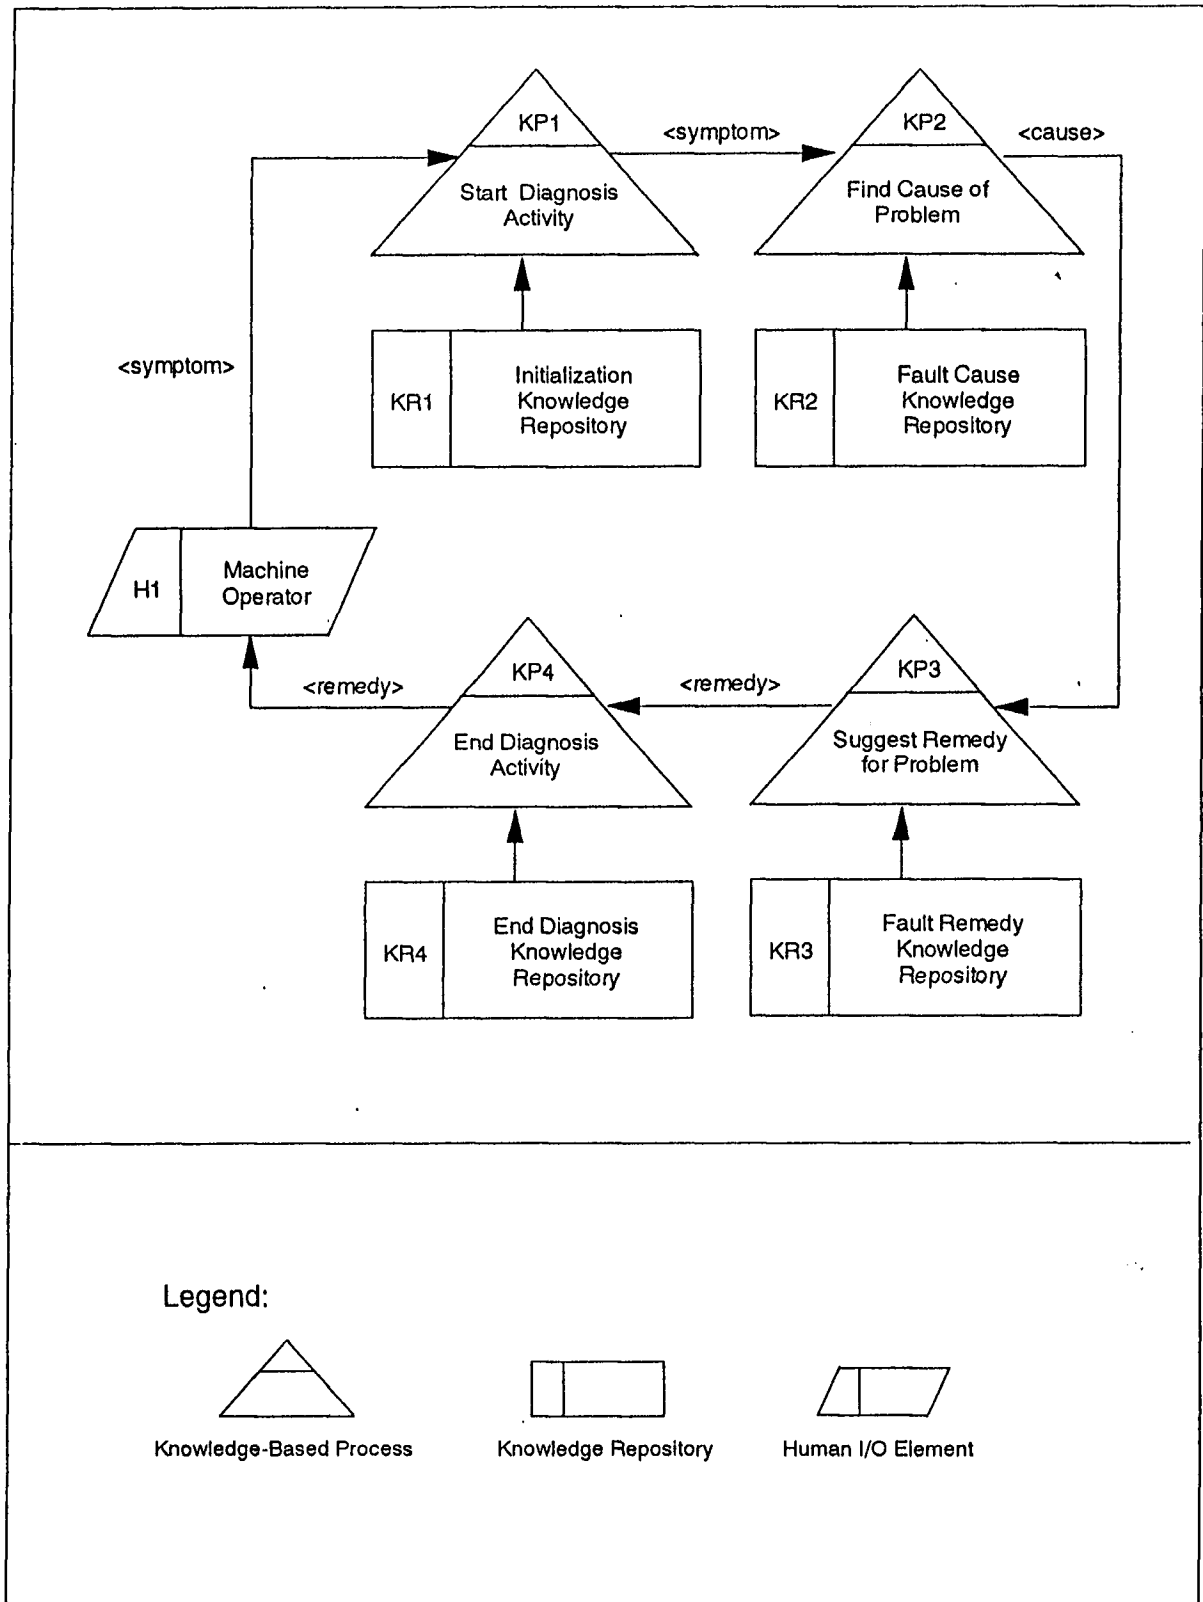 KP1
Start Diagnosis
Activity
<symptom>
KP2
Find Cause of
Problem
<cause>
<symptom>
KR1
Initialization
Knowledge
Repository
KR2
Fault Cause
Knowledge
Repository
H1
Machine
Operator
<remedy>
KP4
End Diagnosis
Activity
<remedy>
KP3
Suggest Remedy
for Problem
KR4
End Diagnosis
Knowledge
Repository
KR3
Fault Remedy
Knowledge
Repository
Legend:
Knowledge-Based Process
Knowledge Repository
Human I/O Element